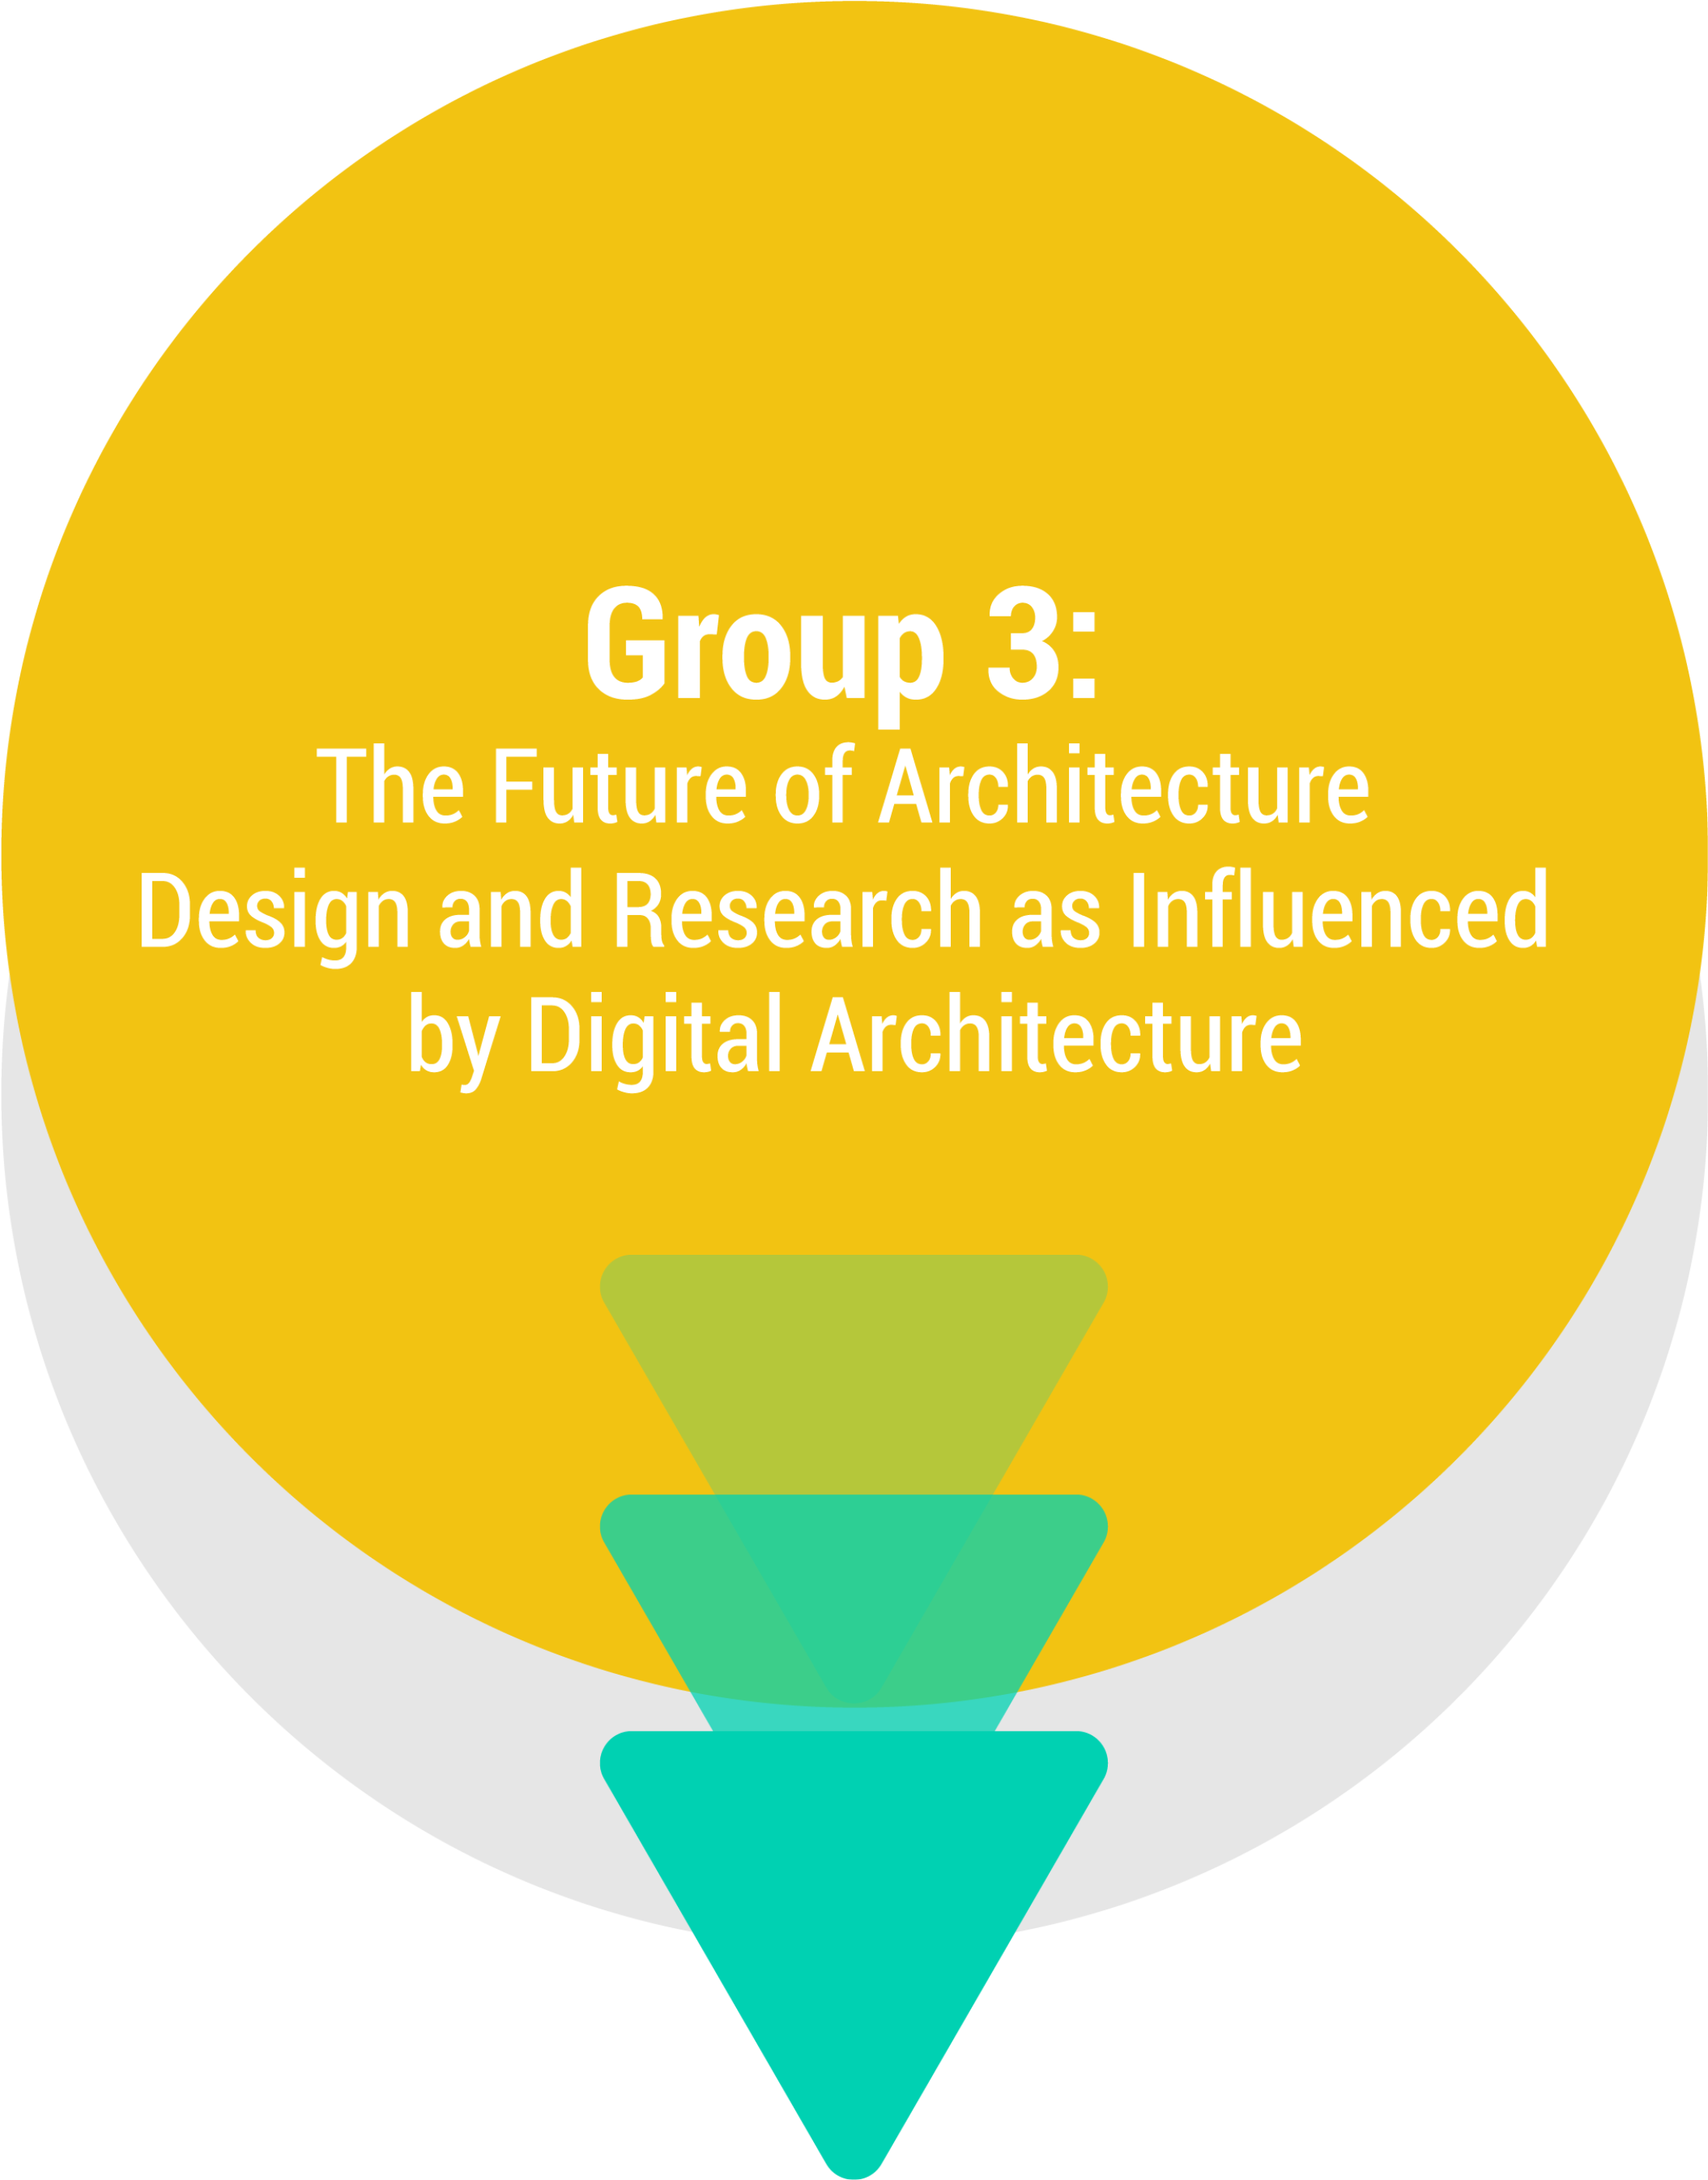 Group 3:
The Future of Architecture
Design and Research as Influenced
by Digital Architecture